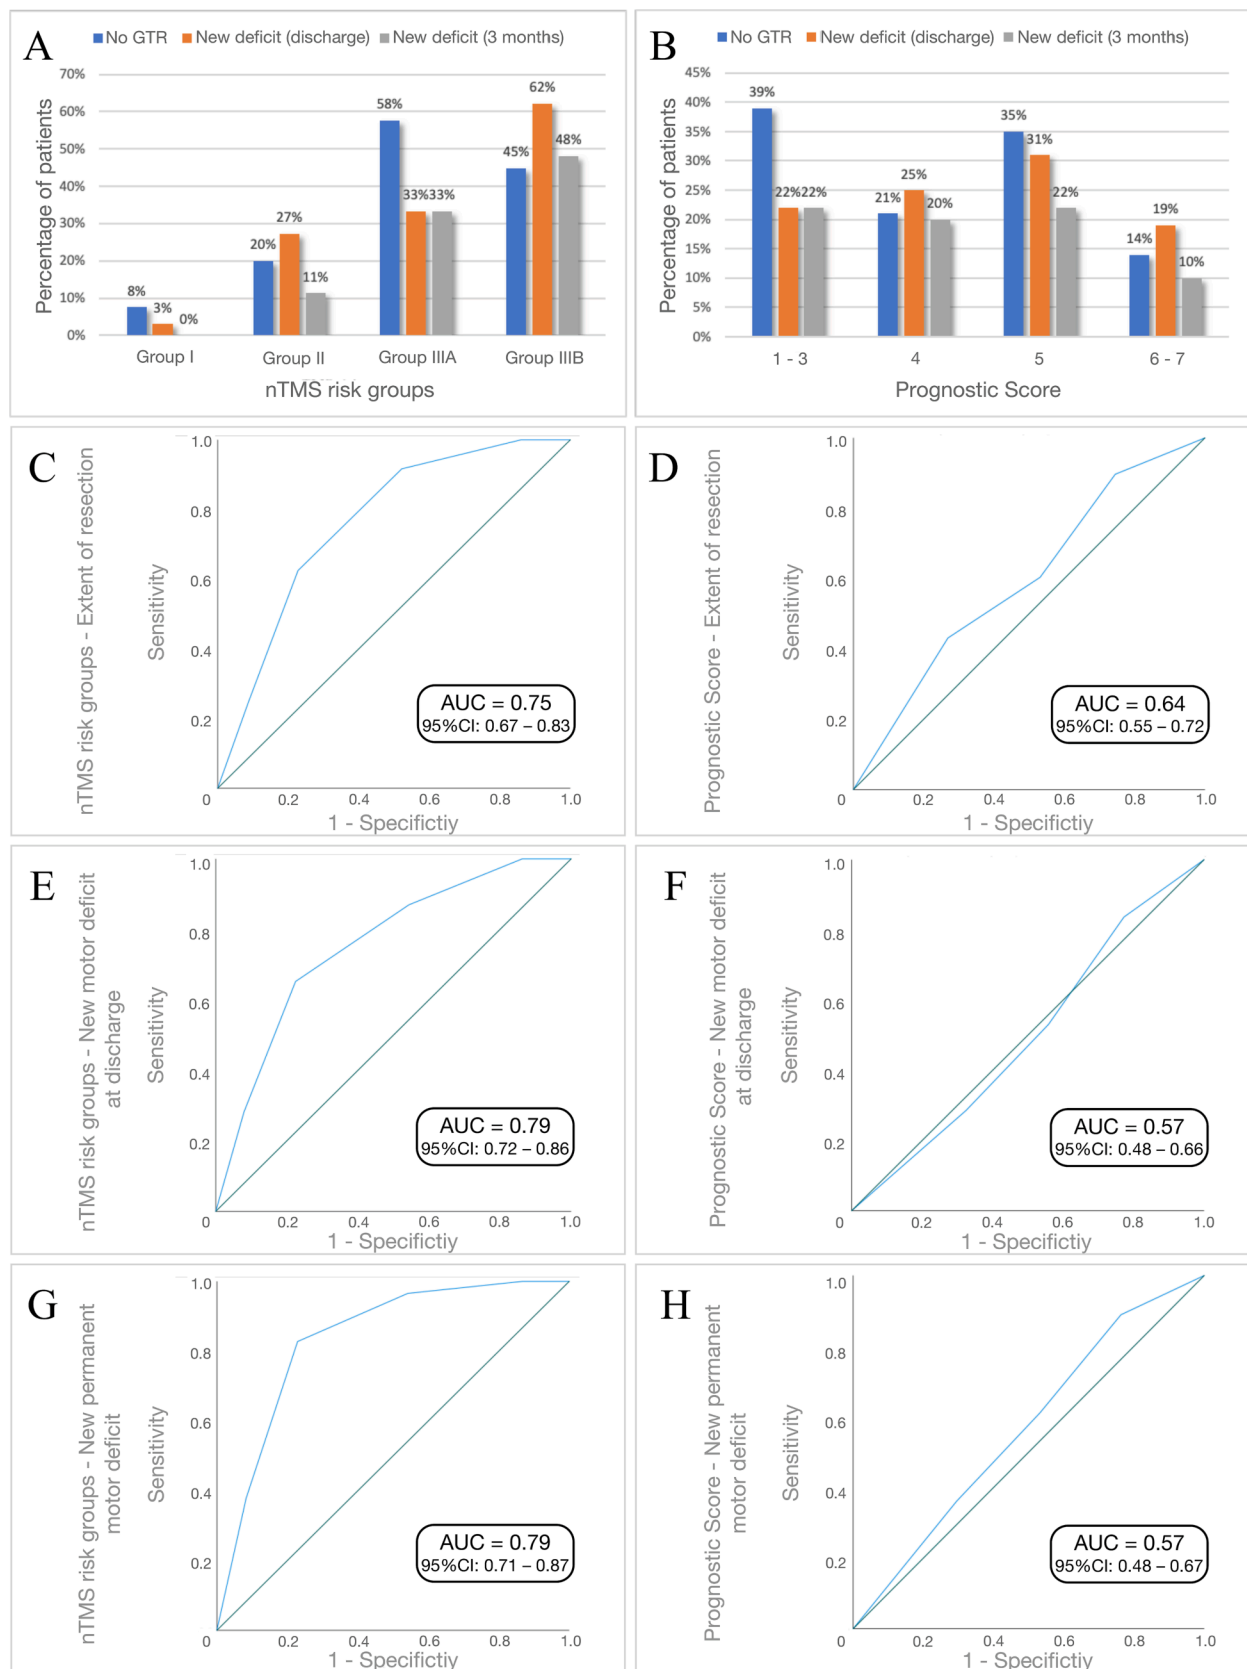 A
No GTR New deficit (discharge) New deficit (3 months)
Percentage of patients
70%
60%
50%
40%
30%
20%
10%
0%
8%
3%
0%
20%
27%
11%
58%
33%
33%
45%
62%
48%
Group I Group II Group IIIA Group IIIB
nTMS risk groups
B
No GTR New deficit (discharge) New deficit (3 months)
Percentage of patients
45%
40%
35%
30%
25%
20%
15%
10%
5%
0%
39%
22%
22%
21%
25%
20%
35%
31%
22%
14%
19%
10%
1 - 3 4 5 6 - 7
Prognostic Score
C
nTMS risk groups - Extent of resection
Sensitivity
1.0
0.8
0.6
0.4
0.2
AUC = 0.75
95%CI: 0.67 – 0.83
0 0.2 0.4 0.6 0.8 1.0
1 - Specifictiy
D
Prognostic Score - Extent of resection
Sensitivity
1.0
0.8
0.6
0.4
0.2
AUC = 0.64
95%CI: 0.55 – 0.72
0 0.2 0.4 0.6 0.8 1.0
1 - Specifictiy
E
nTMS risk groups - New motor deficit
at discharge
Sensitivity
1.0
0.8
0.6
0.4
0.2
AUC = 0.79
95%CI: 0.72 – 0.86
0 0.2 0.4 0.6 0.8 1.0
1 - Specifictiy
F
Prognostic Score - New motor deficit
at discharge
Sensitivity
1.0
0.8
0.6
0.4
0.2
AUC = 0.57
95%CI: 0.48 – 0.66
0 0.2 0.4 0.6 0.8 1.0
1 - Specifictiy
G
nTMS risk groups - New permanent
motor deficit
Sensitivity
1.0
0.8
0.6
0.4
0.2
AUC = 0.79
95%CI: 0.71 – 0.87
0 0.2 0.4 0.6 0.8 1.0
1 - Specifictiy
H
Prognostic Score - New permanent
motor deficit
Sensitivity
1.0
0.8
0.6
0.4
0.2
AUC = 0.57
95%CI: 0.48 – 0.67
0 0.2 0.4 0.6 0.8 1.0
1 - Specifictiy